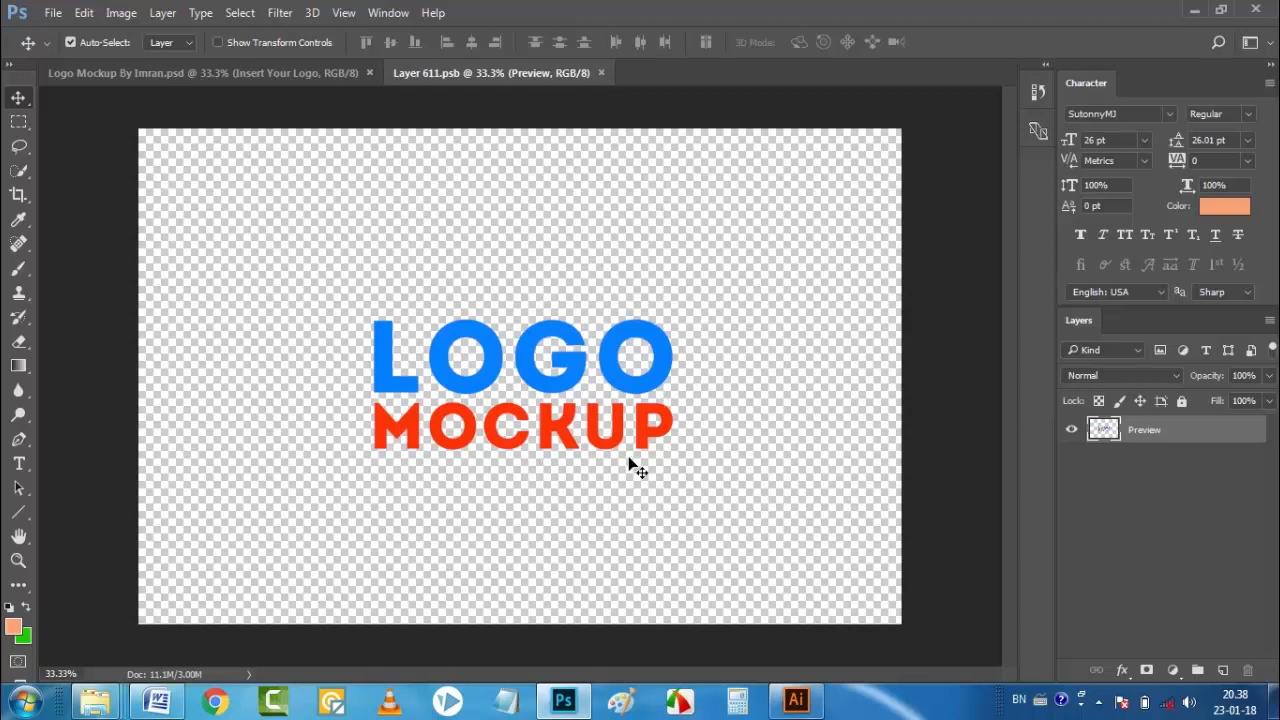 Ps File Edit Image Layer Type Select Filter 3D View Window Help
Auto-Select: Layer Show Transform Controls 3D Mode:
Logo Mockup By Imran.psd @ 33.3% (Insert Your Logo, RGB/8) × Layer 611.psb @ 33.3% (Preview, RGB/8) ×
Character
SutonnyMJ Regular
26 pt 26.01 pt
Metrics 0
100% 100%
0 pt Color:
English: USA Sharp
Layers
Kind
Normal Opacity: 100%
Lock: Fill: 100%
Preview
LOGO
MOCKUP
33.33% Doc: 11.1M/3.00M
Ps Ai BN 20.38
23-01-18